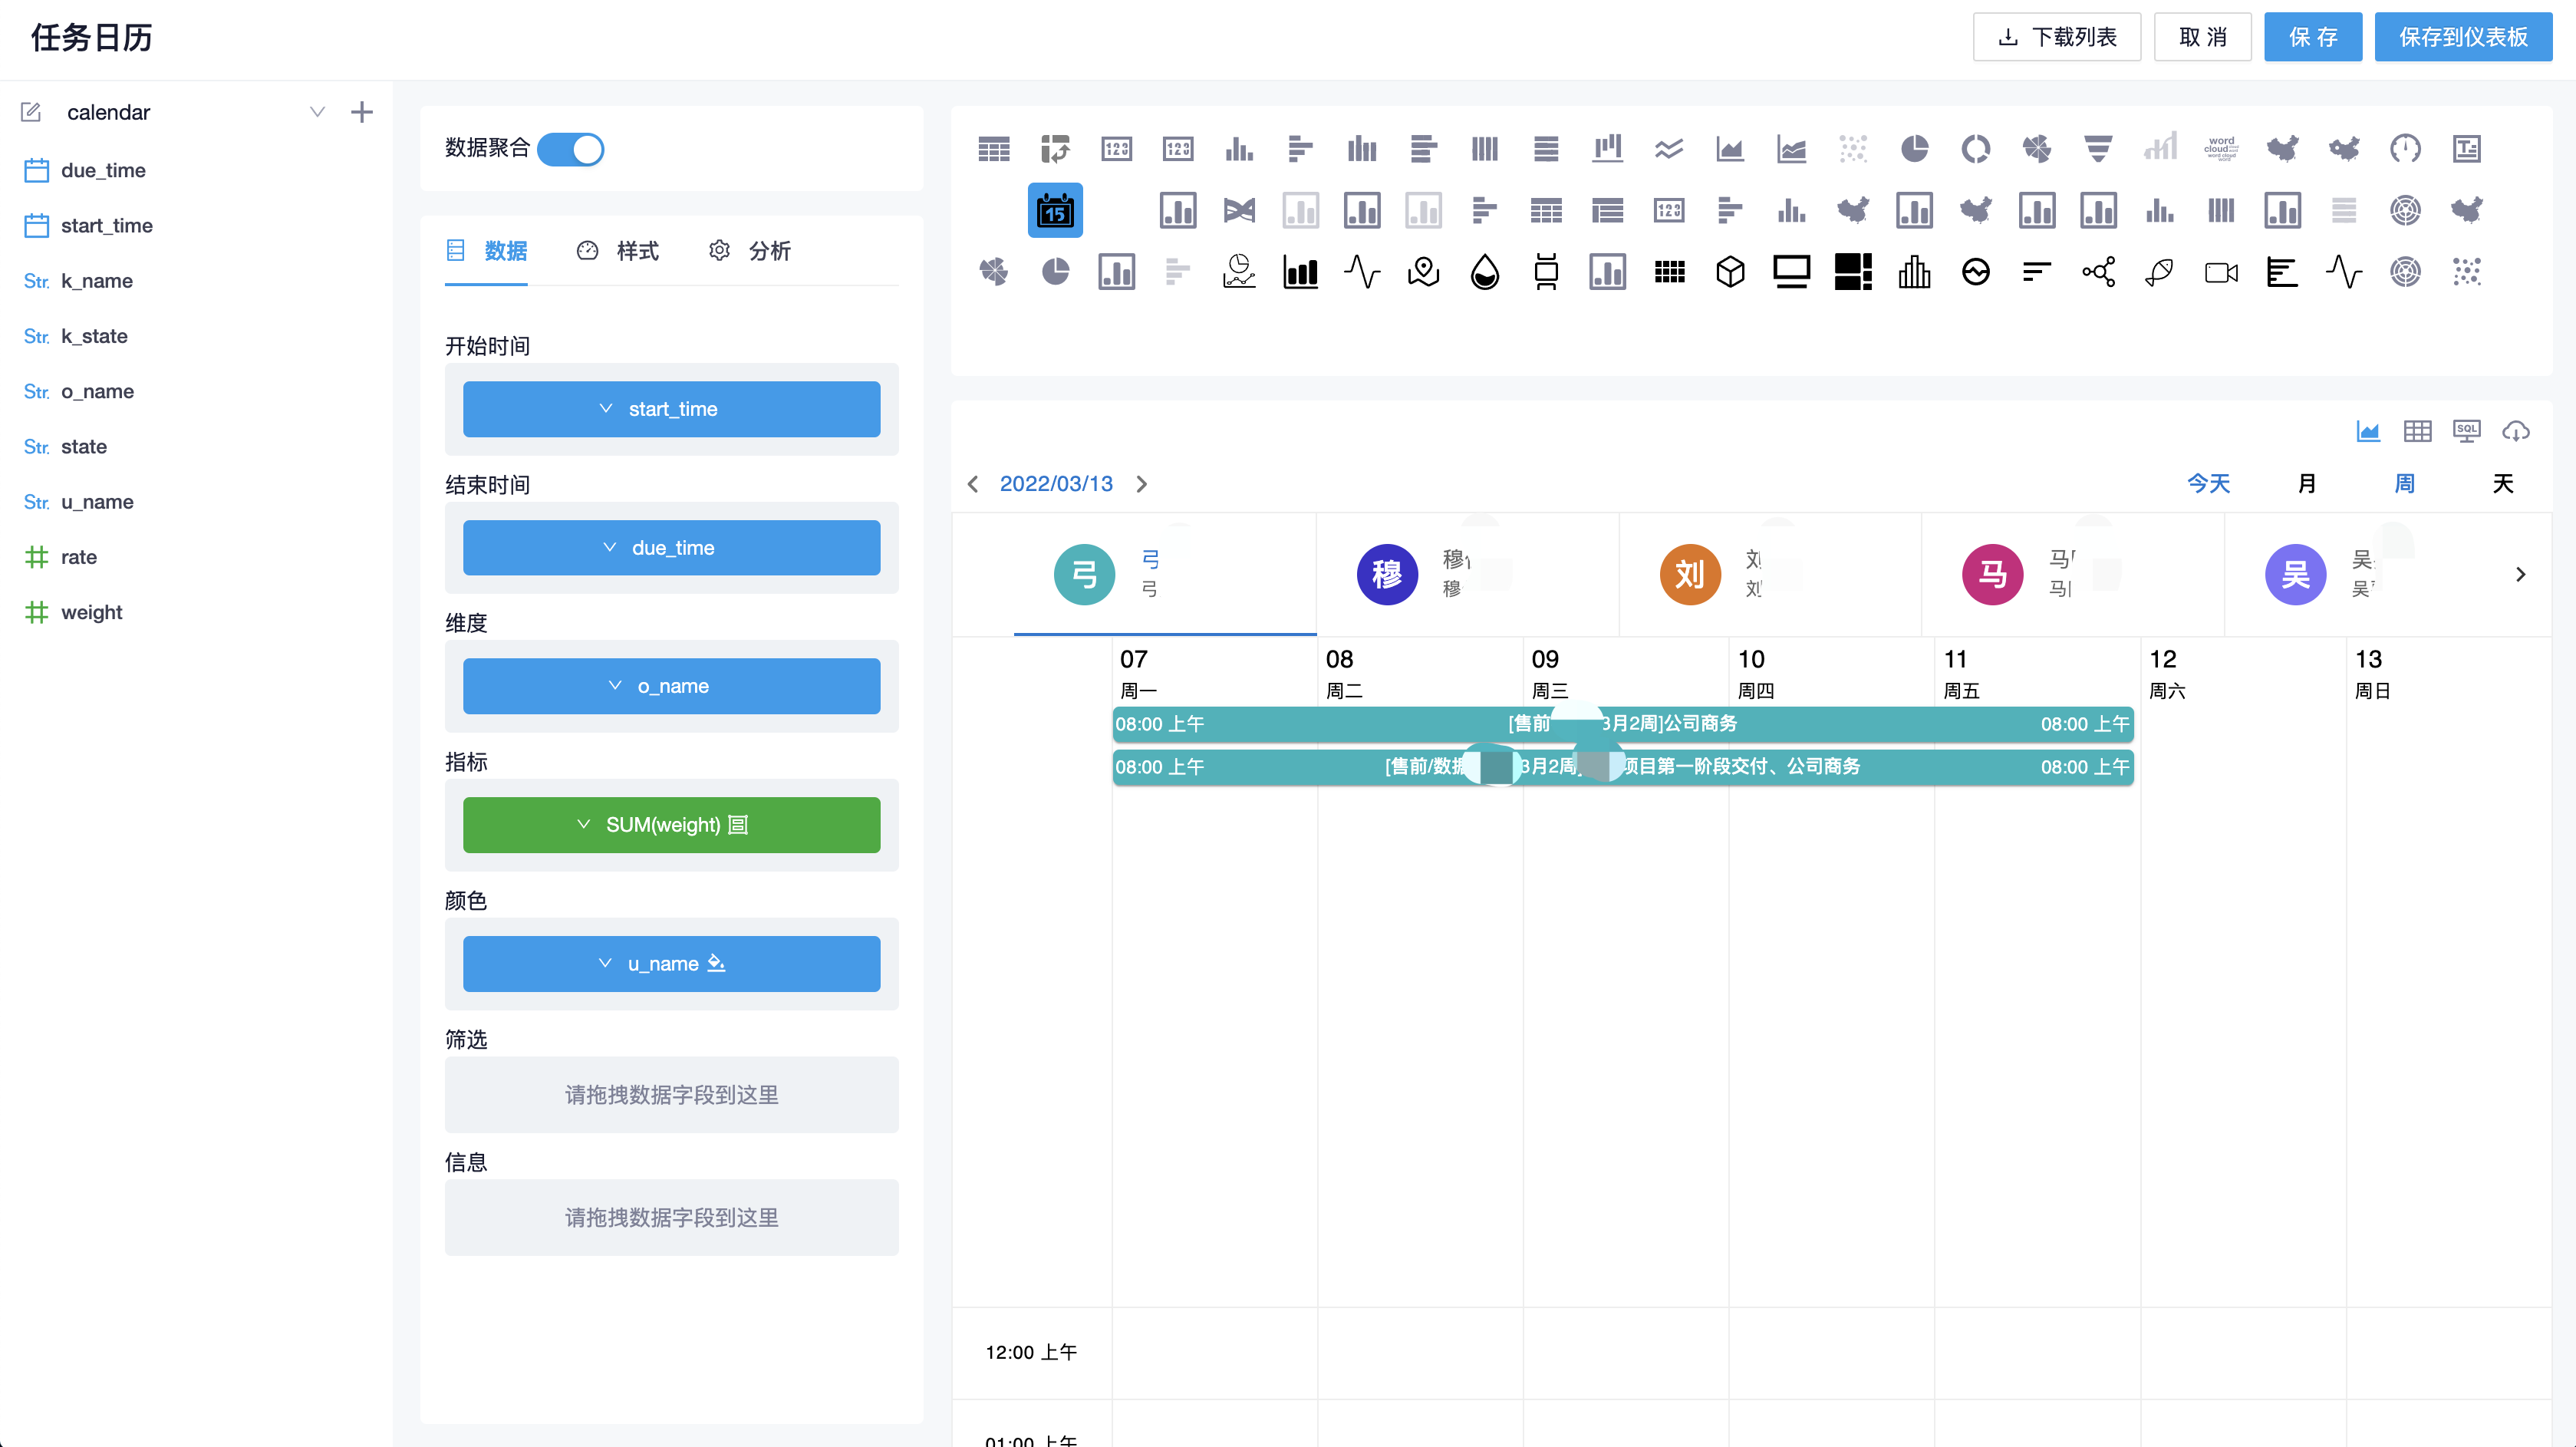 任务日历
下载列表
取 消
保 存
保存到仪表板
calendar
due_time
start_time
Str. k_name
Str. k_state
Str. o_name
Str. state
Str. u_name
rate
weight
数据聚合
数据
样式
分析
开始时间
start_time
结束时间
due_time
维度
o_name
指标
SUM(weight)
颜色
u_name
筛选
请拖拽数据字段到这里
信息
请拖拽数据字段到这里
123
123
word
cloud
word cloud
word
15
123
SQL
2022/03/13
今天
月
周
天
弓
弓
弓
穆
穆
穆
刘
刘
刘
马
马
马
吴
吴
吴
07
周一
08
周二
09
周三
10
周四
11
周五
12
周六
13
周日
08:00 上午
[售前 3月2周]公司商务
08:00 上午
08:00 上午
[售前/数据 3月2周] 项目第一阶段交付、公司商务
08:00 上午
12:00 上午
01:00 上午